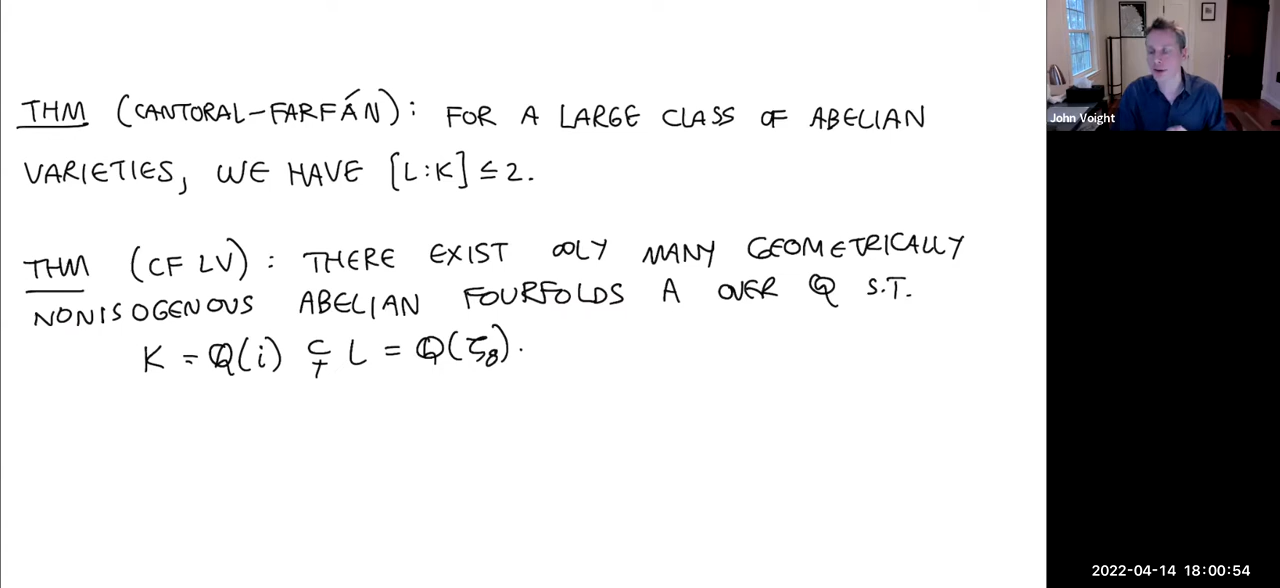 THM (CANTORAL-FARFÁN): FOR A LARGE CLASS OF ABELIAN
VARIETIES, WE HAVE [L:K] ≤ 2.
THM (CF LV): THERE EXIST ∞LY MANY GEOMETRICALLY
NONISOGENOUS ABELIAN FOURFOLDS A OVER ℚ S.T.
K = ℚ(i) ⊊ L = ℚ(ζ₈).
John Voight
2022-04-14 18:00:54